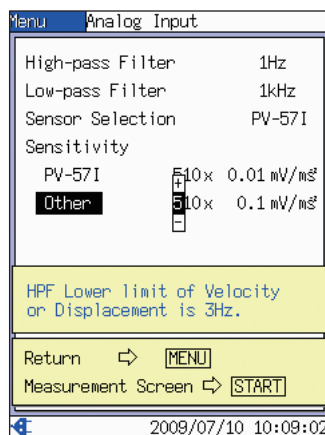 Menu Analog Input
High-pass Filter 1Hz
Low-pass Filter 1kHz
Sensor Selection PV-57I
Sensitivity
PV-57I 510x 0.01 mV/ms²
+
Other 510x 0.1 mV/ms²
−
HPF Lower limit of Velocity
or Displacement is 3Hz.
Return ⇨ MENU
Measurement Screen ⇨ START
2009/07/10 10:09:02